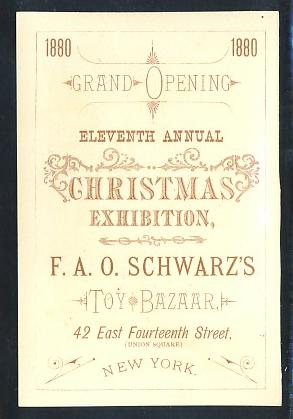 1880 1880
GRAND OPENING
ELEVENTH ANNUAL
CHRISTMAS
EXHIBITION,
F. A. O. SCHWARZ'S
TOY BAZAAR,
42 East Fourteenth Street,
(UNION SQUARE)
NEW YORK.